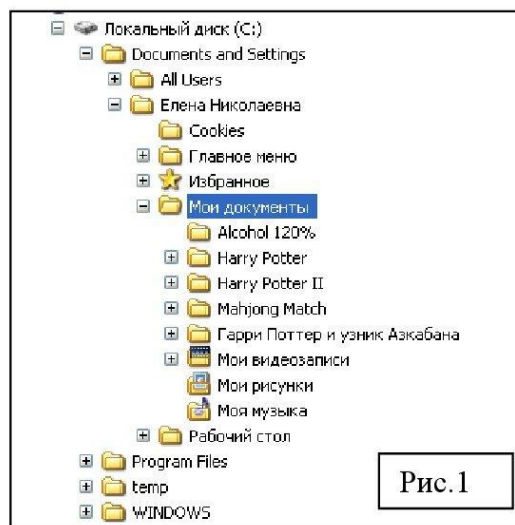 Локальный диск (C:)
Documents and Settings
All Users
Елена Николаевна
Cookies
Главное меню
Избранное
Мои документы
Alcohol 120%
Harry Potter
Harry Potter II
Mahjong Match
Гарри Поттер и узник Азкабана
Мои видеозаписи
Мои рисунки
Моя музыка
Рабочий стол
Program Files
temp
WINDOWS
Рис.1